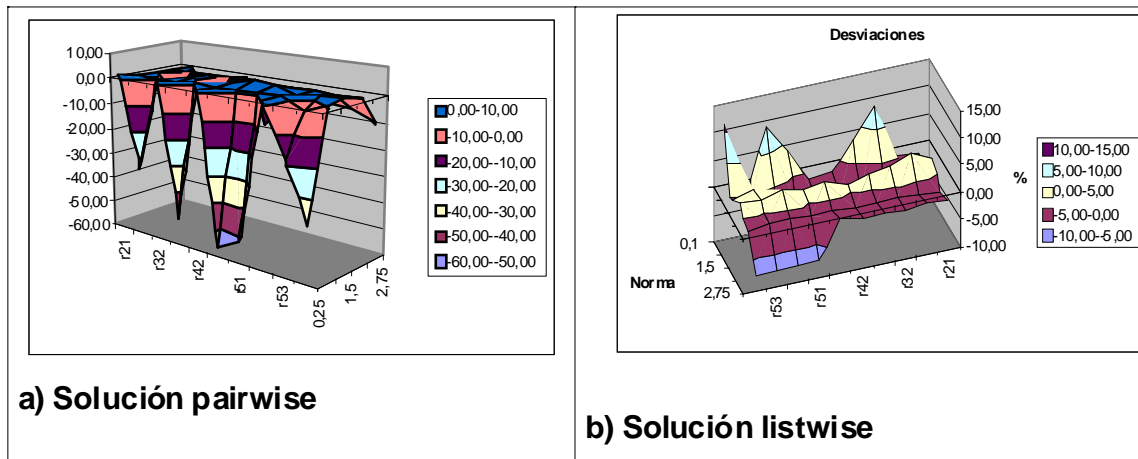 10,00
0,00
-10,00
-20,00
-30,00
-40,00
-50,00
-60,00
r21
r32
r42
r51
r53
0,25
1,5
2,75
0,00-10,00
-10,00-0,00
-20,00--10,00
-30,00--20,00
-40,00--30,00
-50,00--40,00
-60,00--50,00
a) Solución pairwise
Desviaciones
15,00
10,00
5,00
0,00
-5,00
-10,00
%
0,1
1,5
2,75
Norma
r53
r51
r42
r32
r21
10,00-15,00
5,00-10,00
0,00-5,00
-5,00-0,00
-10,00--5,00
b) Solución listwise